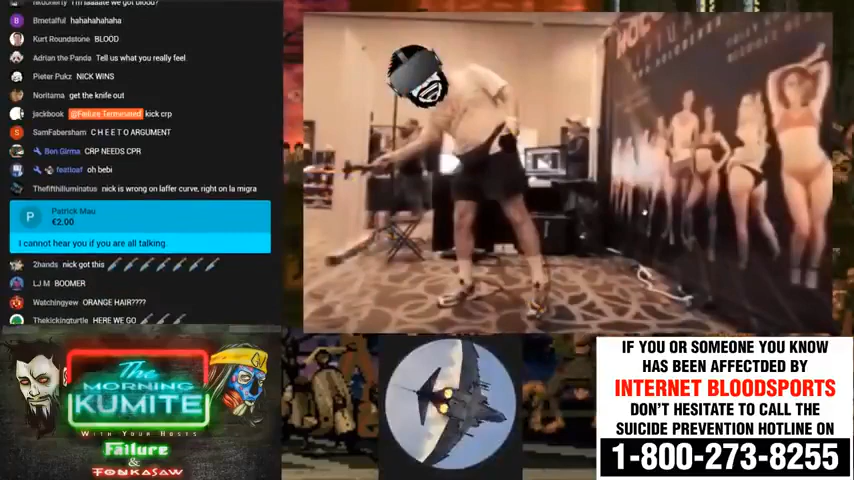 Bmetalful hahahahahaha
Kurt Roundstone BLOOD
Adrian the Panda Tell us what you really feel
Pieter Pukz NICK WINS
Noritama get the knife out
jackbook @Failure Terminated kick crp
SamFabersham C H E E T O ARGUMENT
Ben Girma CRP NEEDS CPR
oh bebi
Thefifthilluminatus nick is wrong on laffer curve, right on la migra
P
Patrick Mau
€2.00
I cannot hear you if you are all talking.
2hands nick got this
LJ M BOOMER
Watchingyew ORANGE HAIR????
Thekickingturtle HERE WE GO
The
MORNING
KUMITE
With Your Hosts
Failure
&
TonkaSaw
IF YOU OR SOMEONE YOU KNOW
HAS BEEN AFFECTDED BY
INTERNET BLOODSPORTS
DON'T HESITATE TO CALL THE
SUICIDE PREVENTION HOTLINE ON
1-800-273-8255